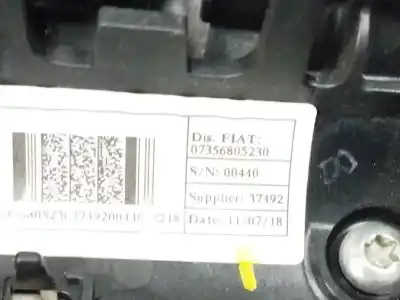 Dis. FIAT:
07356805230
S/N: 00440
Supplier: 37492
Date: 11/07/18